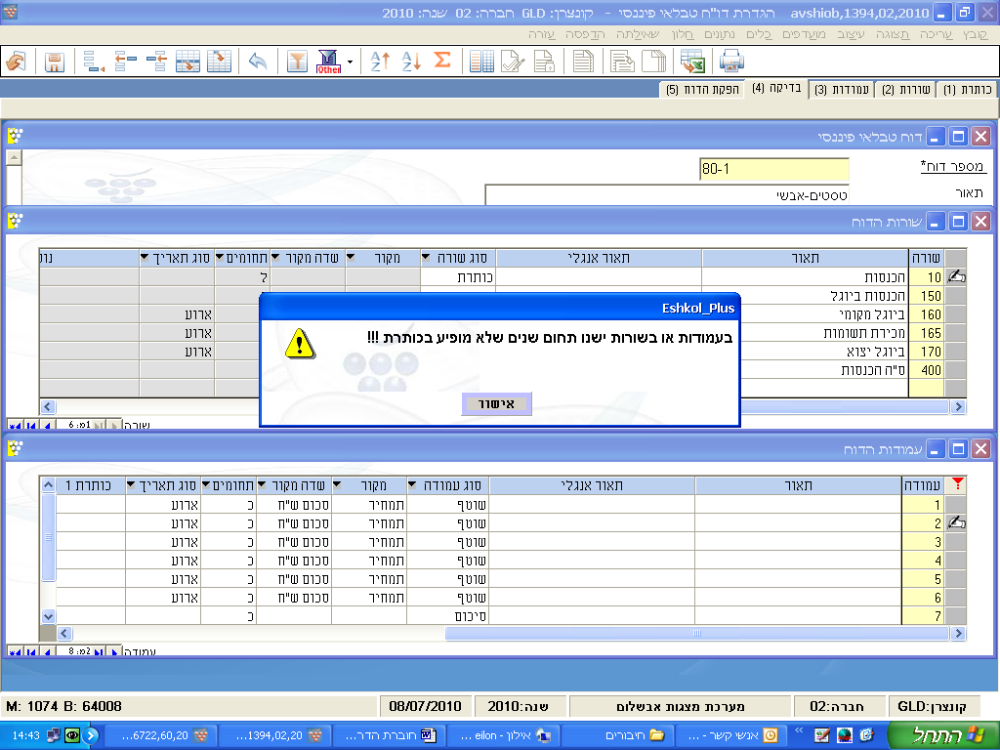 avshiob,1394,02,2010 הגדרת דו"ח טבלאי פיננסי - קונצרן: GLD חברה: 02 שנה: 2010
קובץ עריכה תצוגה עיצוב מועדפים כלים נתונים חלון שאילתה הדפסה עזרה
Other
כותרת (1) שורות (2) עמודות (3) בדיקה (4) הפקת הדוח (5)
דוח טבלאי פיננסי
מספר דוח* 80-1
תאור טסטים-אבשי
שורות הדוח
שורה תאור תאור אנגלי סוג שורה מקור שדה מקור תחומים סוג תאריך
10 הכנסות כותרת ל
150 הכנסות ביוגל
160 ביוגל מקומי ארוע
165 מכירת תשומות ארוע
170 ביוגל יצוא ארוע
400 ס"ה הכנסות
Eshkol_Plus
בעמודות או בשורות ישנו תחום שנים שלא מופיע בכותרת !!!
אישור
שורה 1 מ: 6
עמודות הדוח
עמודה תאור תאור אנגלי סוג עמודה מקור שדה מקור תחומים סוג תאריך כותרת 1
1 שוטף תמחיר סכום ש"ח כ ארוע
2 שוטף תמחיר סכום ש"ח כ ארוע
3 שוטף תמחיר סכום ש"ח כ ארוע
4 שוטף תמחיר סכום ש"ח כ ארוע
5 שוטף תמחיר סכום ש"ח כ ארוע
6 שוטף תמחיר סכום ש"ח כ ארוע
7 סיכום כ
עמודה 2 מ: 8
קונצרן:GLD חברה:02 מערכת מצגות אבשלום שנה:2010 08/07/2010 M: 1074 B: 64008
התחל אנשי קשר - ... חיבורים אילון - eilon ... חוברת הדר... 1394,02,20... 6722,60,20... 14:43